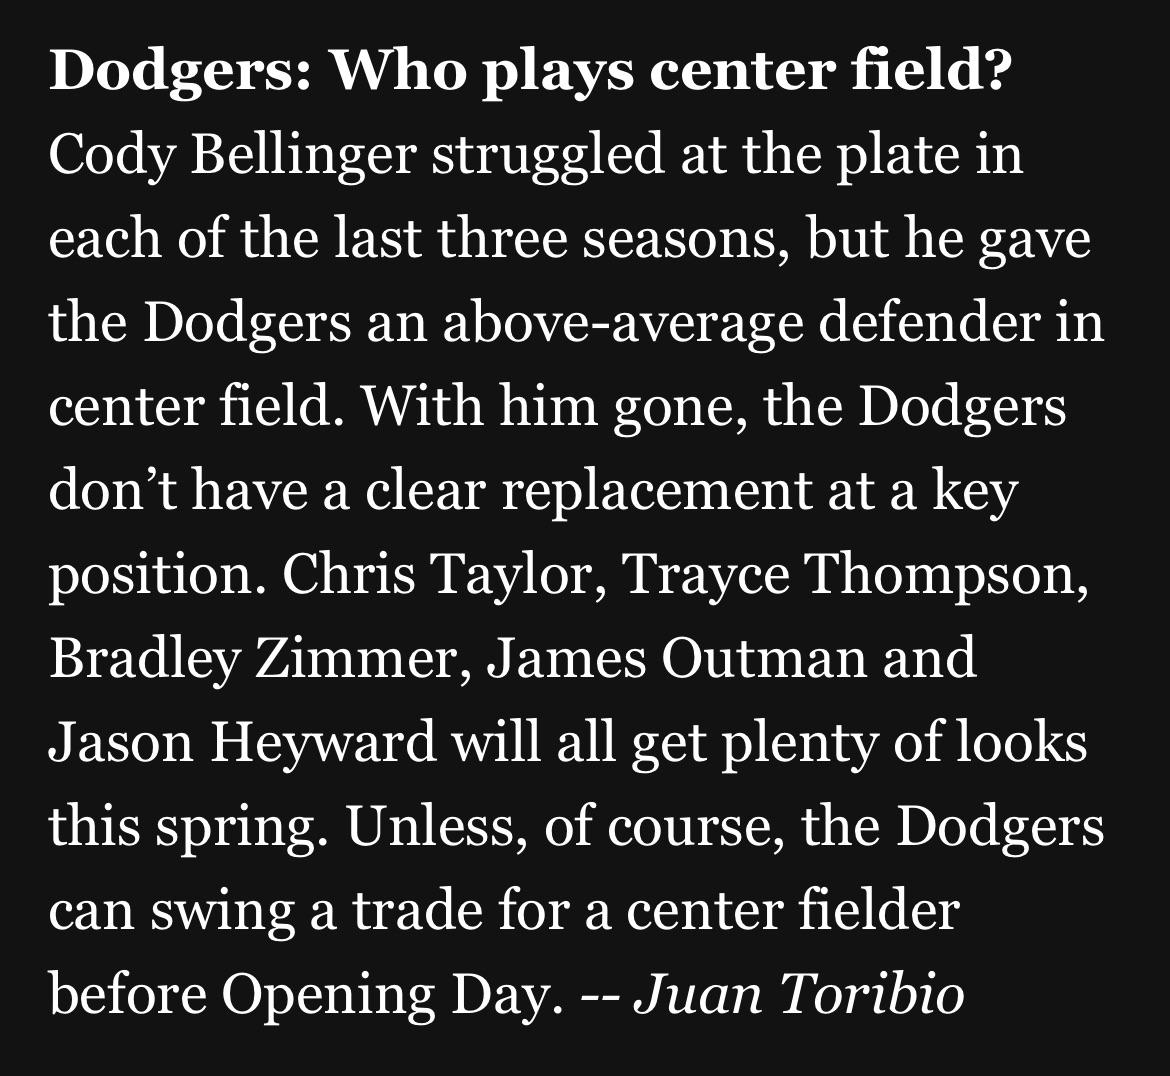 Dodgers: Who plays center field?
Cody Bellinger struggled at the plate in
each of the last three seasons, but he gave
the Dodgers an above-average defender in
center field. With him gone, the Dodgers
don’t have a clear replacement at a key
position. Chris Taylor, Trayce Thompson,
Bradley Zimmer, James Outman and
Jason Heyward will all get plenty of looks
this spring. Unless, of course, the Dodgers
can swing a trade for a center fielder
before Opening Day. -- Juan Toribio